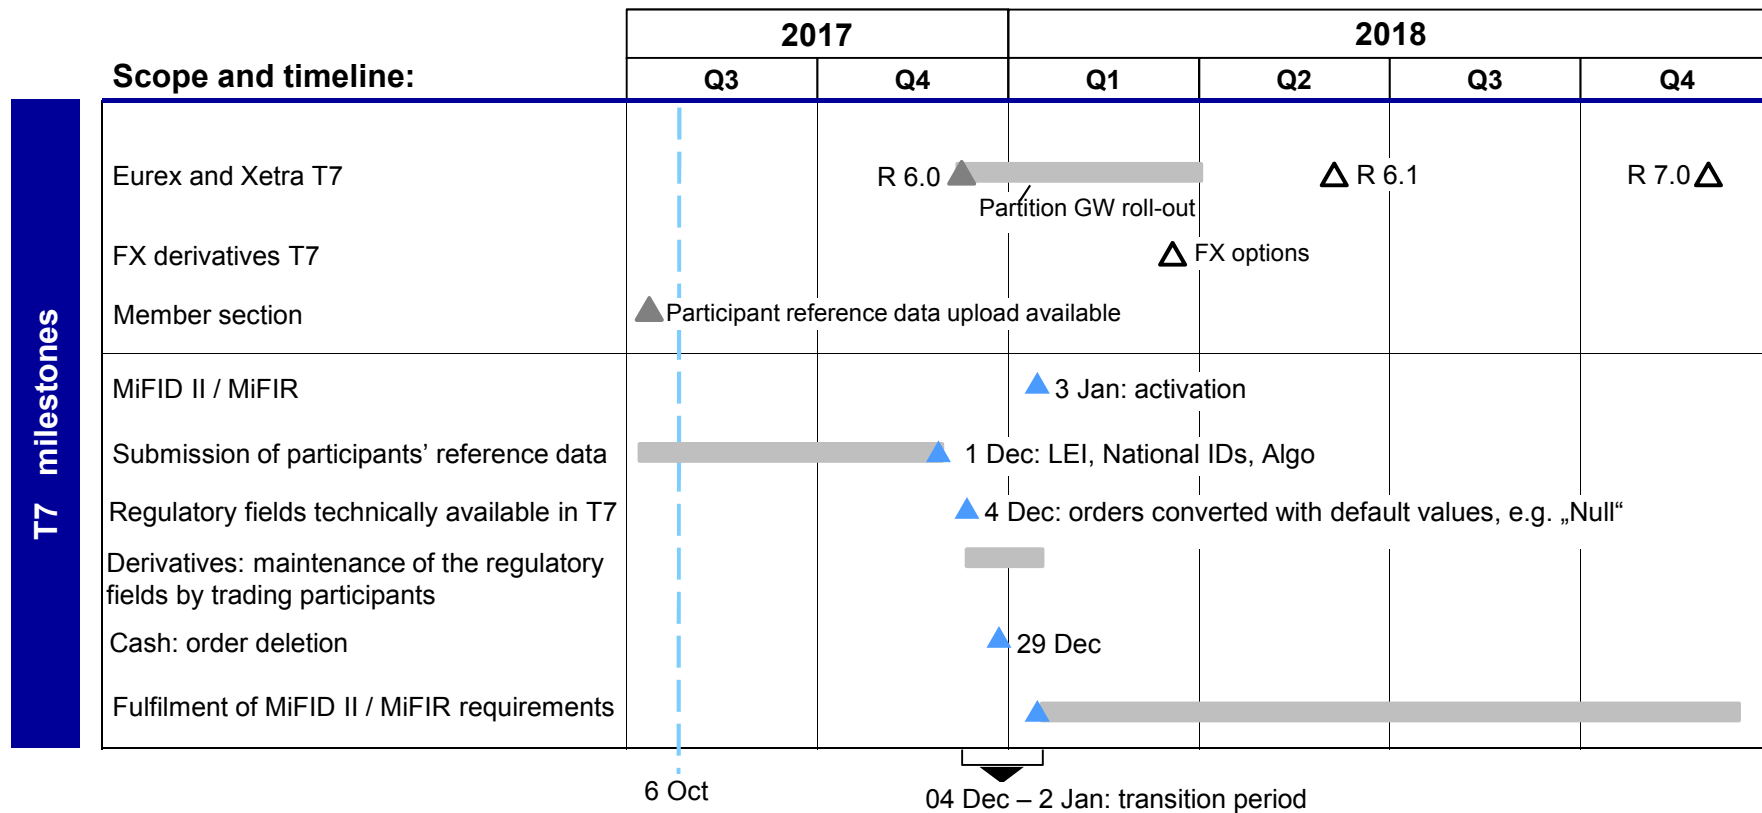 2017
2018
Scope and timeline:
Q3
Q4
Q1
Q2
Q3
Q4
T7 milestones
Eurex and Xetra T7
R 6.0
R 6.1
R 7.0
Partition GW roll-out
FX derivatives T7
FX options
Member section
Participant reference data upload available
MiFID II / MiFIR
3 Jan: activation
Submission of participants’ reference data
1 Dec: LEI, National IDs, Algo
Regulatory fields technically available in T7
4 Dec: orders converted with default values, e.g. „Null“
Derivatives: maintenance of the regulatory
fields by trading participants
Cash: order deletion
29 Dec
Fulfilment of MiFID II / MiFIR requirements
6 Oct
04 Dec – 2 Jan: transition period